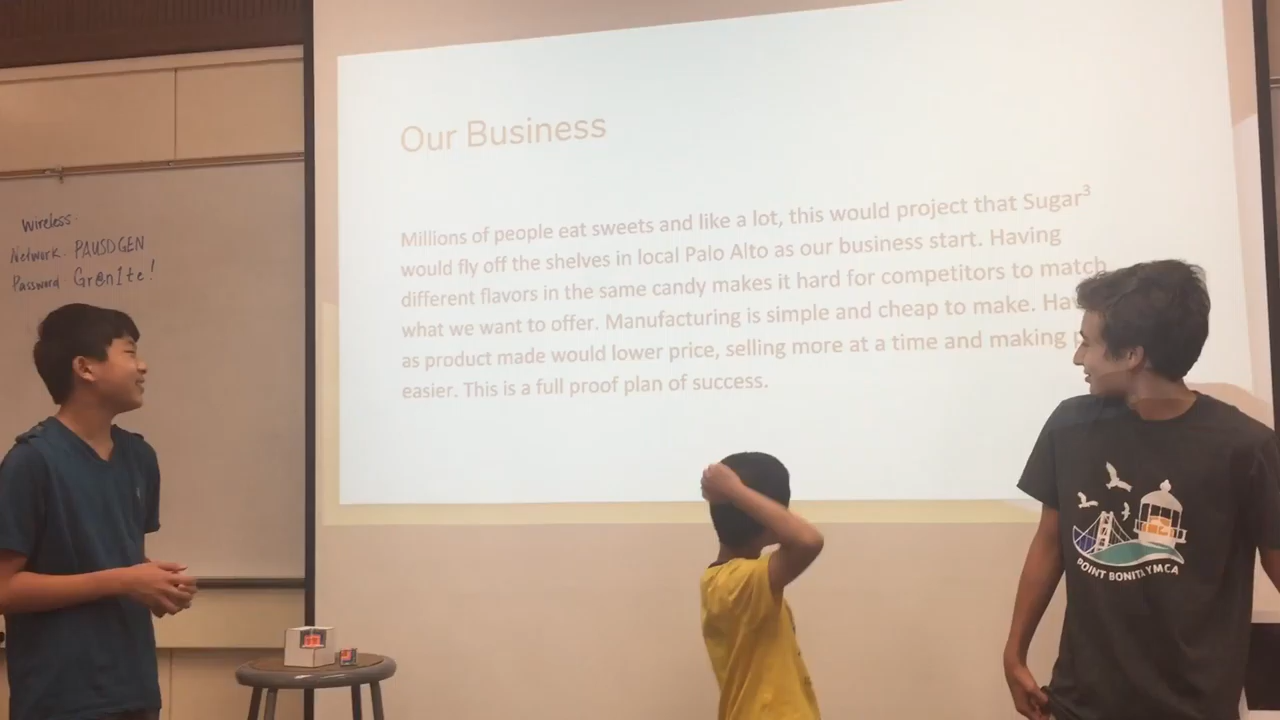 Our Business
Millions of people eat sweets and like a lot, this would project that Sugar³
would fly off the shelves in local Palo Alto as our business start. Having
different flavors in the same candy makes it hard for competitors to match
what we want to offer. Manufacturing is simple and cheap to make.
as product made would lower price, selling more at a time and making
easier. This is a full proof plan of success.
Wireless-
Network. PAUSDGEN
Password Gr@n1te!
POINT BONITA YMCA